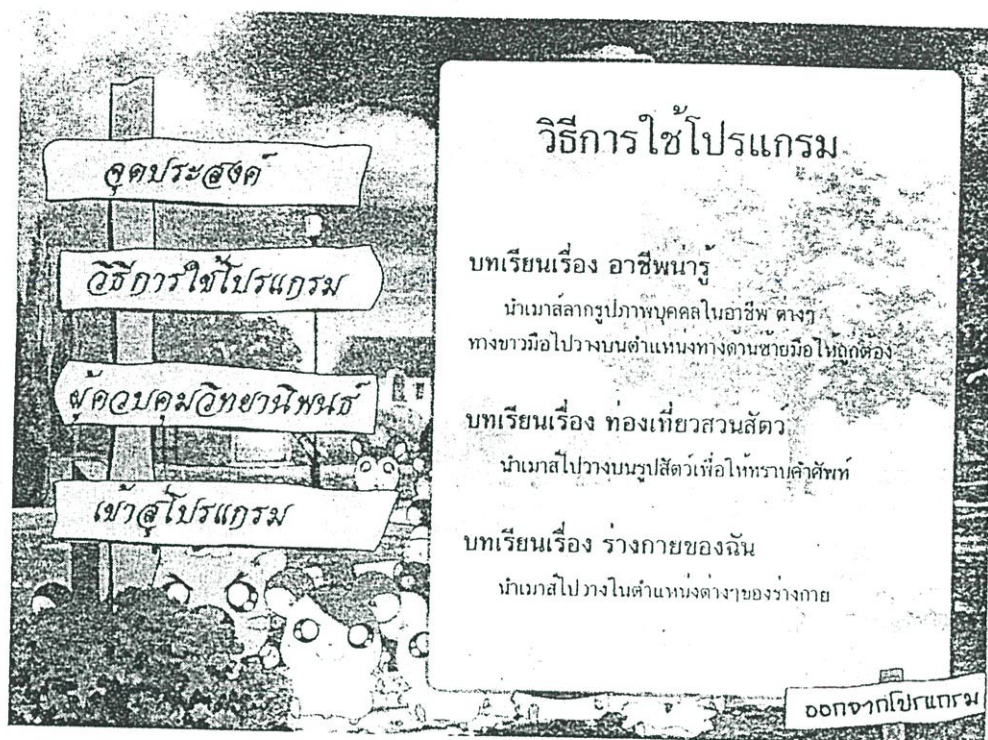 จุดประสงค์
วิธีการใช้โปรแกรม
ผู้ควบคุมวิทยานิพนธ์
เข้าสู่โปรแกรม
วิธีการใช้โปรแกรม
บทเรียนเรื่อง อาชีพน่ารู้
นำเมาส์ลากรูปภาพบุคคลในอาชีพ ต่างๆ
ทางขวามือไปวางบนตำแหน่งทางด้านซ้ายมือให้ถูกต้อง
บทเรียนเรื่อง ท่องเที่ยวสวนสัตว์
นำเมาส์ไปวางบนรูปสัตว์เพื่อให้ทราบคำศัพท์
บทเรียนเรื่อง ร่างกายของฉัน
นำเมาส์ไปวางในตำแหน่งต่างๆของร่างกาย
ออกจากโปรแกรม